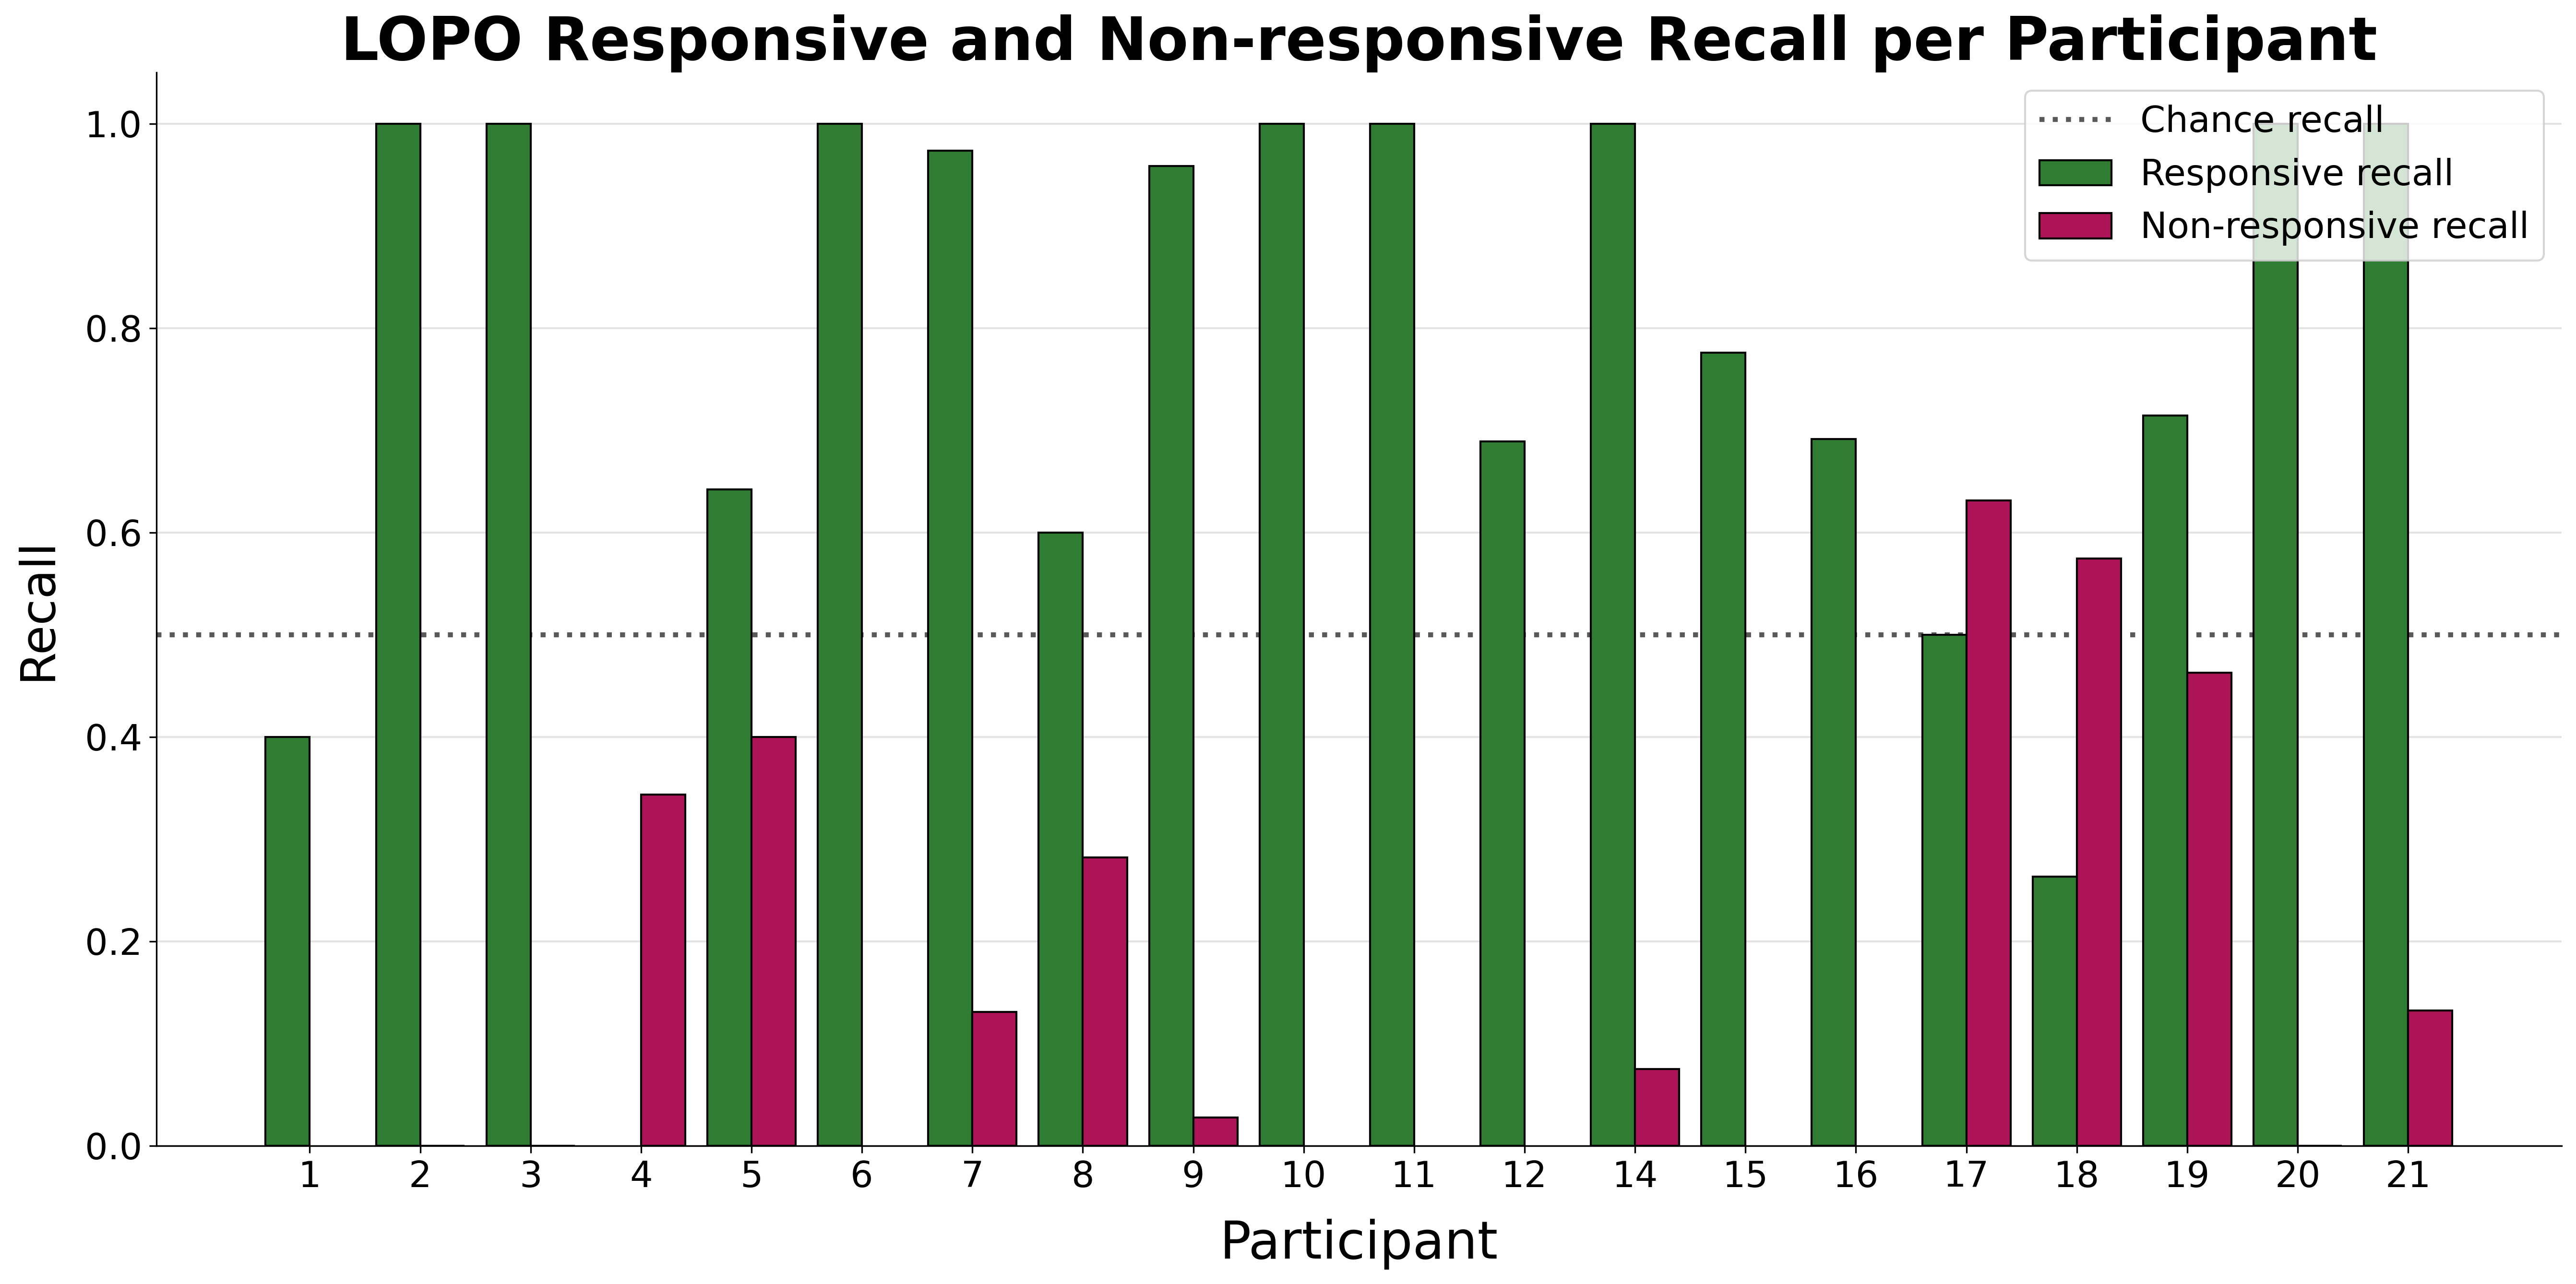 LOPO Responsive and Non-responsive Recall per Participant
Chance recall
Responsive recall
Non-responsive recall
1.0
0.8
0.6
0.4
0.2
0.0
Recall
1 2 3 4 5 6 7 8 9 10 11 12 14 15 16 17 18 19 20 21
Participant